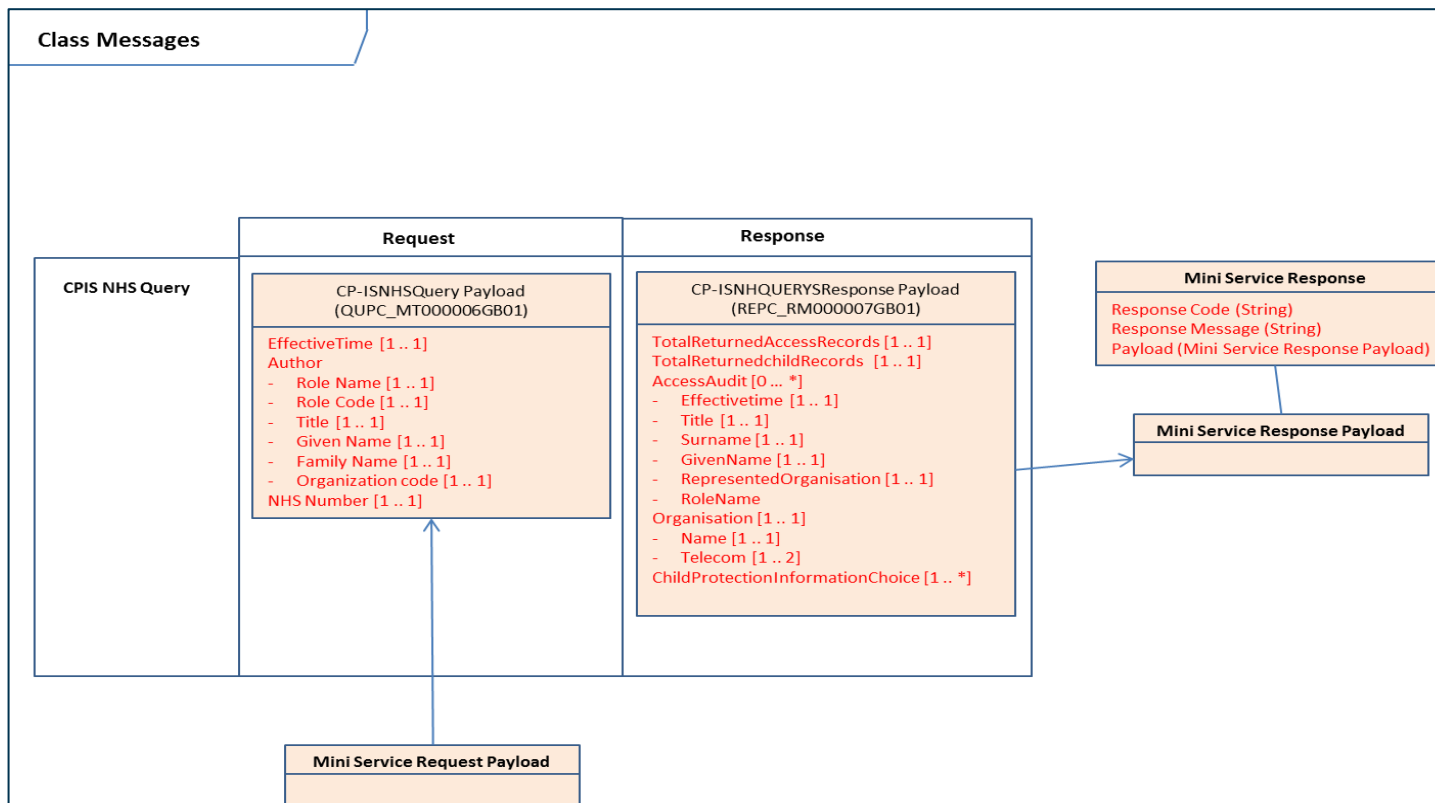 Class Messages
Request
Response
CPIS NHS Query
CP-ISNHSQuery Payload
(QUPC_MT000006GB01)
EffectiveTime [1 .. 1]
Author
- Role Name [1 .. 1]
- Role Code [1 .. 1]
- Title [1 .. 1]
- Given Name [1 .. 1]
- Family Name [1 .. 1]
- Organization code [1 .. 1]
NHS Number [1 .. 1]
CP-ISNHQUERYSResponse Payload
(REPC_RM000007GB01)
TotalReturnedAccessRecords [1 .. 1]
TotalReturnedchildRecords [1 .. 1]
AccessAudit [0 ... *]
- Effectivetime [1 .. 1]
- Title [1 .. 1]
- Surname [1 .. 1]
- GivenName [1 .. 1]
- RepresentedOrganisation [1 .. 1]
- RoleName
Organisation [1 .. 1]
- Name [1 .. 1]
- Telecom [1 .. 2]
ChildProtectionInformationChoice [1 .. *]
Mini Service Response
Response Code (String)
Response Message (String)
Payload (Mini Service Response Payload)
Mini Service Response Payload
Mini Service Request Payload